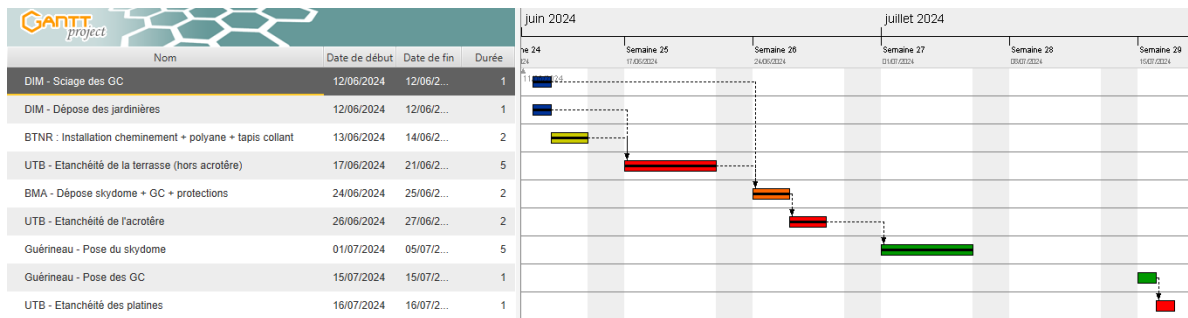 GANTT
project
juin 2024
juillet 2024
ne 24
Semaine 25
Semaine 26
Semaine 27
Semaine 28
Semaine 29
Nom
Date de début
Date de fin
Durée
17/06/2024
24/06/2024
01/07/2024
08/07/2024
15/07/2024
DIM - Sciage des GC
12/06/2024
12/06/2...
1
DIM - Dépose des jardinières
12/06/2024
12/06/2...
1
BTNR : Installation cheminement + polyane + tapis collant
13/06/2024
14/06/2...
2
UTB - Etanchéité de la terrasse (hors acrotêre)
17/06/2024
21/06/2...
5
BMA - Dépose skydome + GC + protections
24/06/2024
25/06/2...
2
UTB - Etanchéité de l'acrotêre
26/06/2024
27/06/2...
2
Guérineau - Pose du skydome
01/07/2024
05/07/2...
5
Guérineau - Pose des GC
15/07/2024
15/07/2...
1
UTB - Etanchéité des platines
16/07/2024
16/07/2...
1